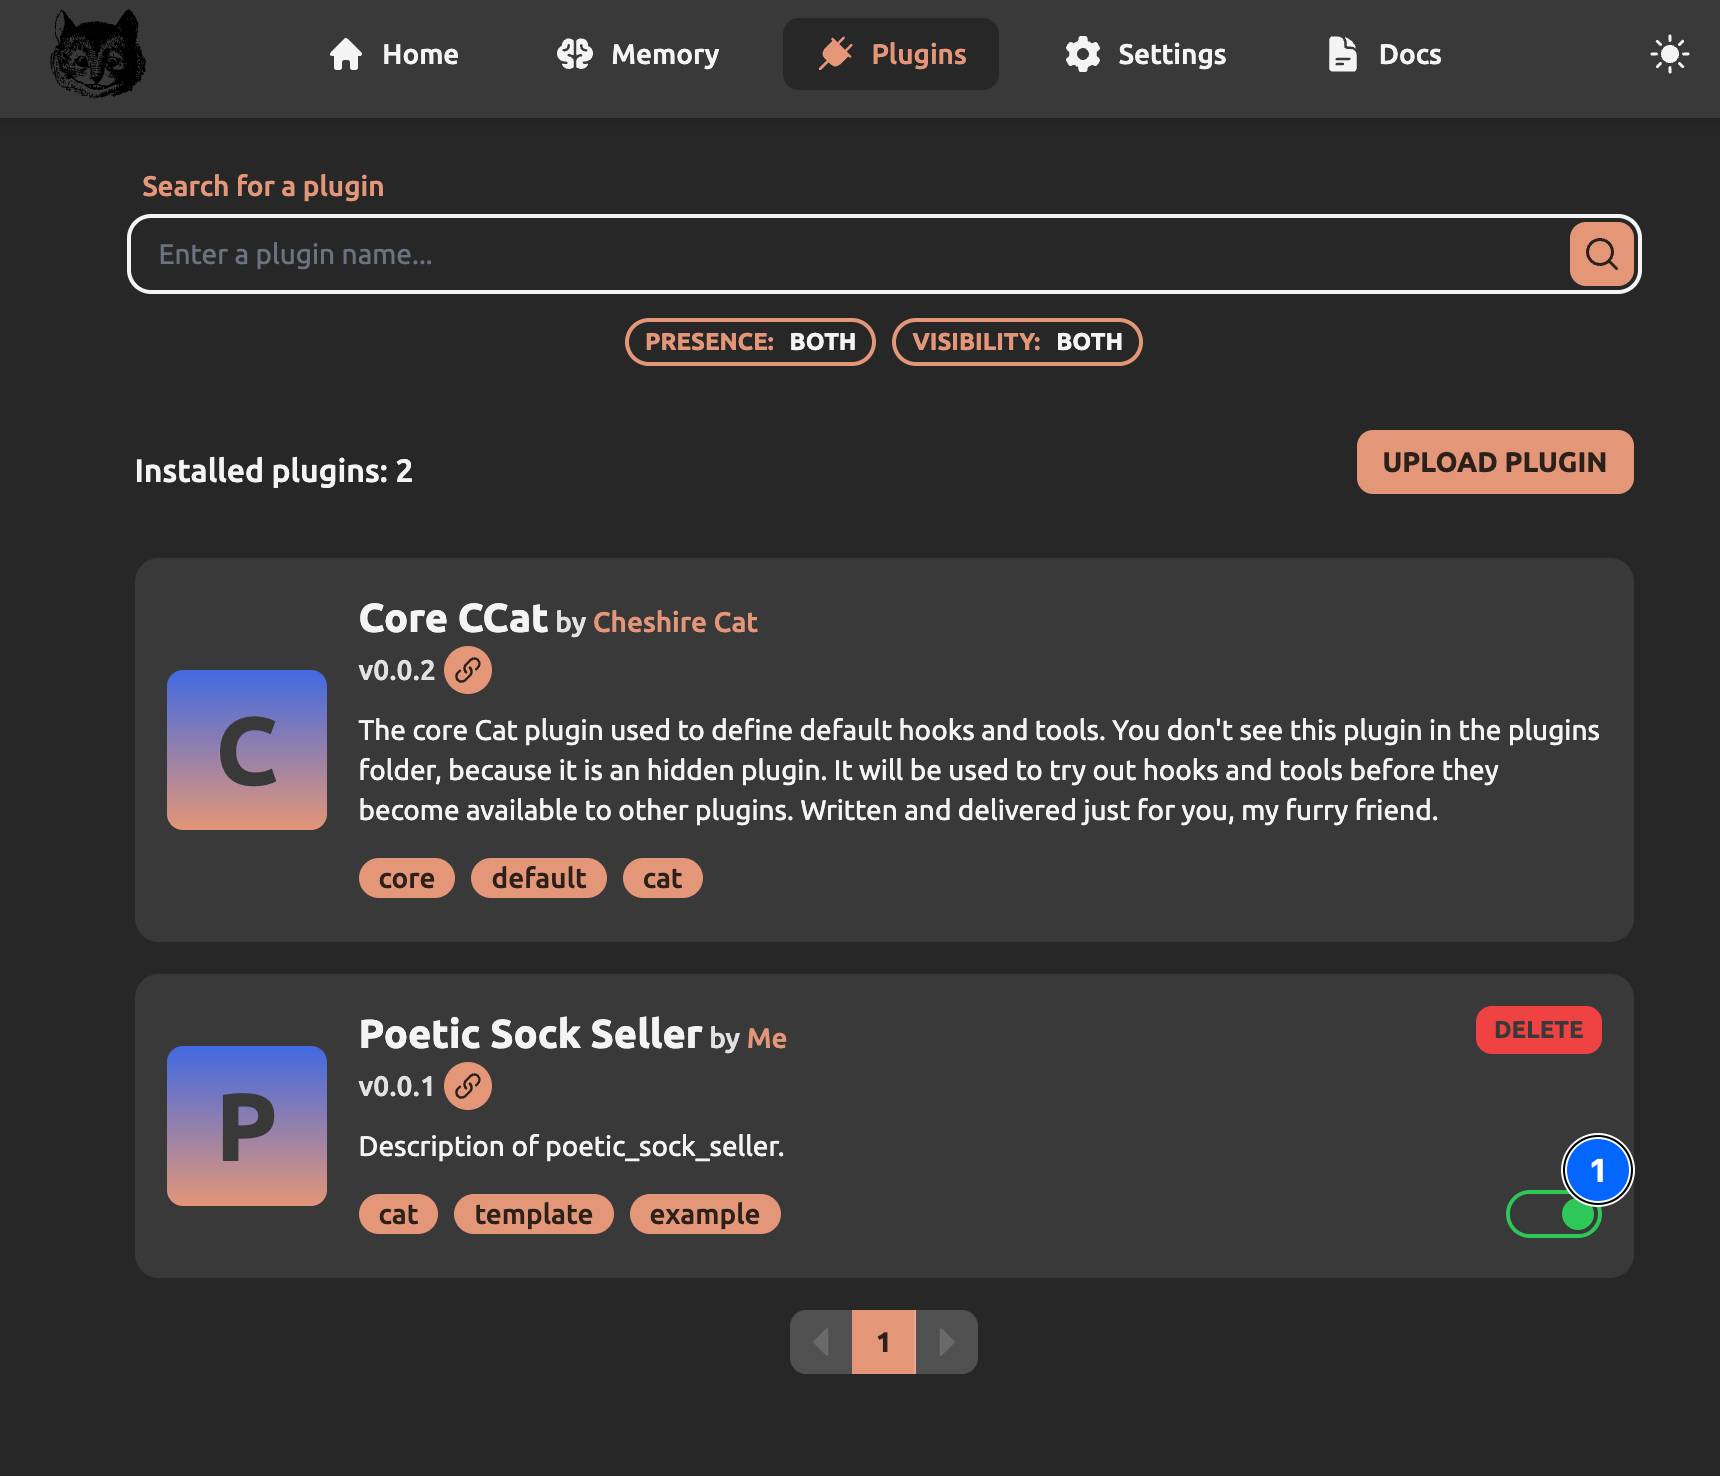 Home Memory Plugins Settings Docs
Search for a plugin
Enter a plugin name...
PRESENCE: BOTH VISIBILITY: BOTH
Installed plugins: 2
UPLOAD PLUGIN
Core CCat by Cheshire Cat
v0.0.2
C
The core Cat plugin used to define default hooks and tools. You don't see this plugin in the plugins
folder, because it is an hidden plugin. It will be used to try out hooks and tools before they
become available to other plugins. Written and delivered just for you, my furry friend.
core default cat
Poetic Sock Seller by Me
DELETE
v0.0.1
P
Description of poetic_sock_seller.
1
cat template example
1